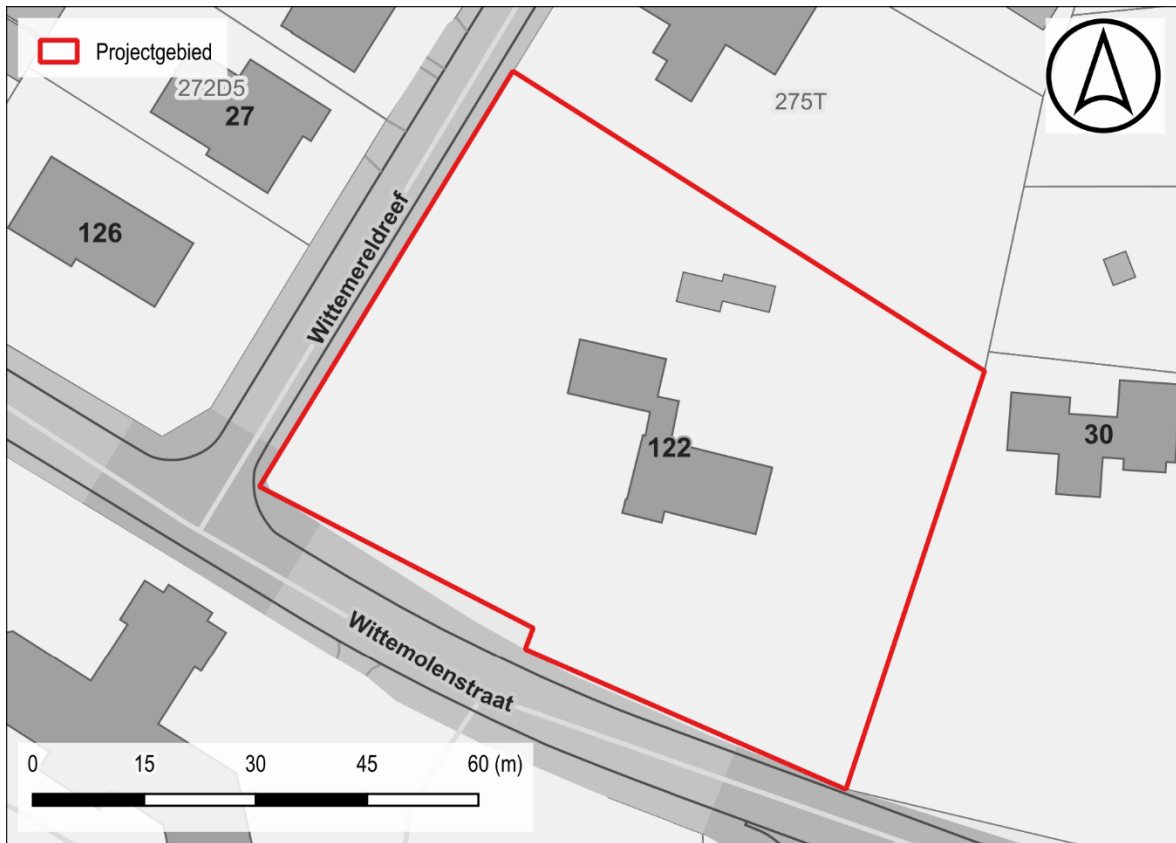 Projectgebied
272D5
27
275T
126
Wittemereldreef
122
30
Wittemolenstraat
0 15 30 45 60 (m)